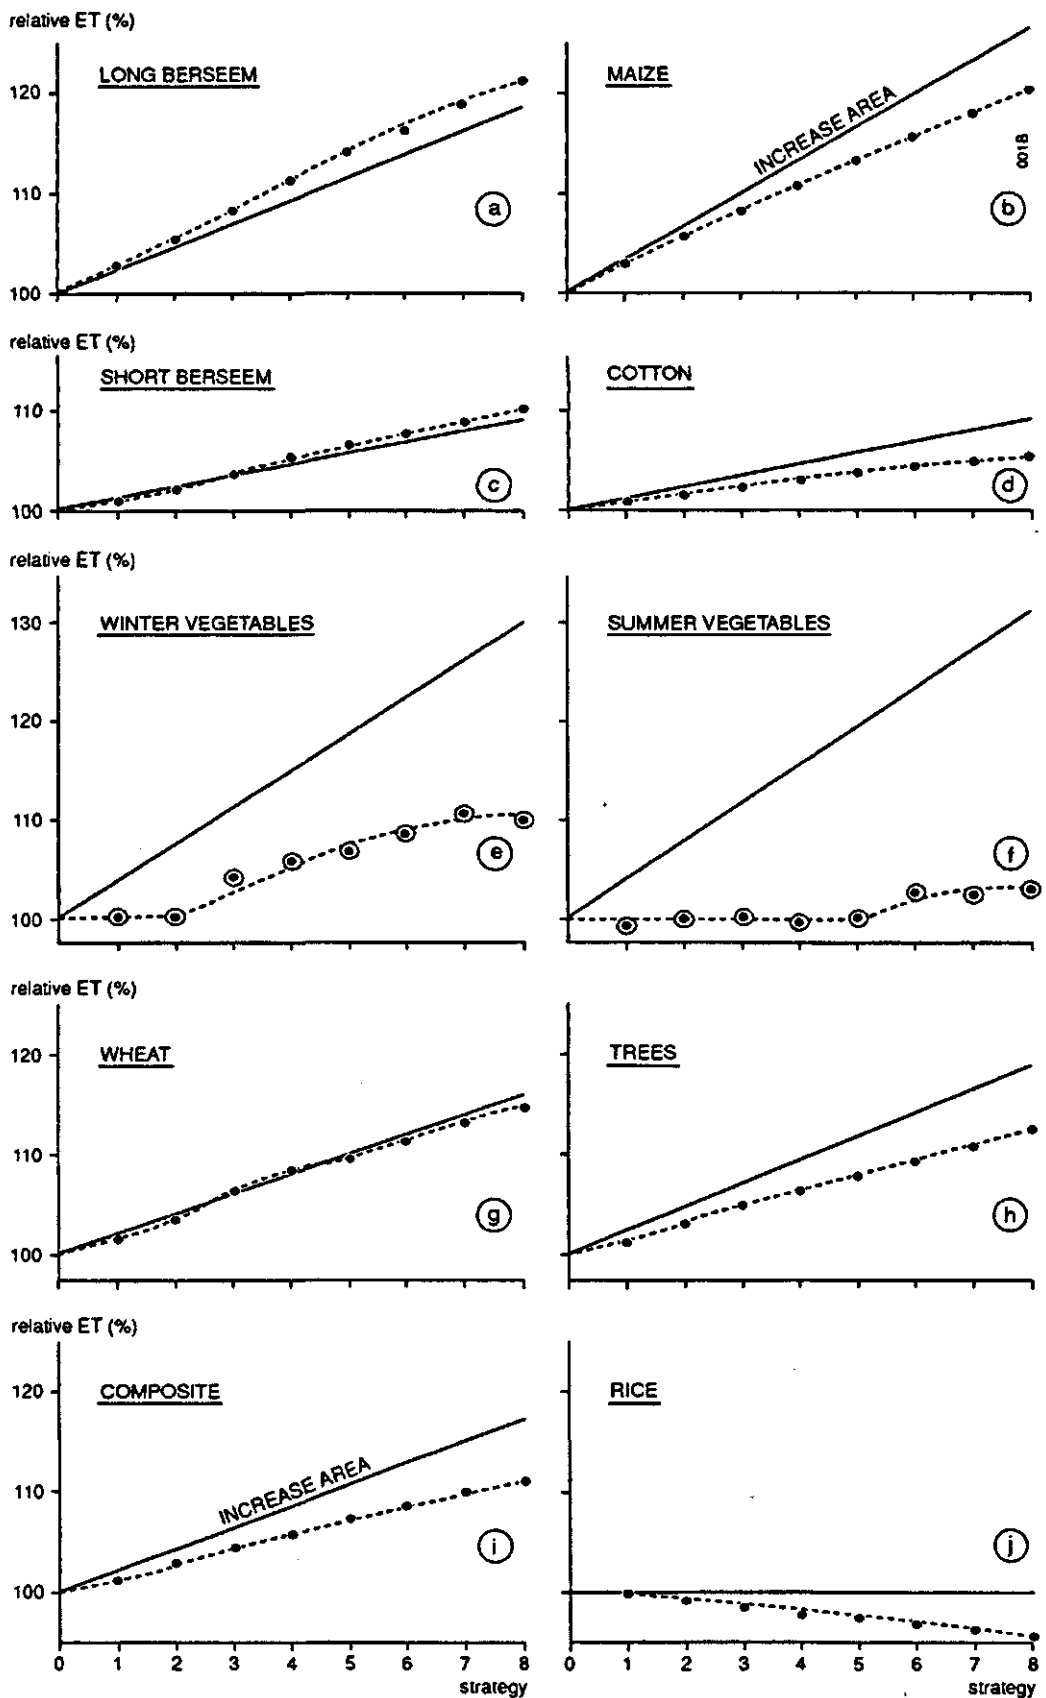 relative ET (%)
LONG BERSEEM
120
110
100
a
MAIZE
INCREASE AREA
0018
b
relative ET (%)
SHORT BERSEEM
110
100
c
COTTON
d
relative ET (%)
WINTER VEGETABLES
130
120
110
100
e
SUMMER VEGETABLES
f
relative ET (%)
WHEAT
120
110
100
g
TREES
h
relative ET (%)
COMPOSITE
120
110
100
INCREASE AREA
i
RICE
j
0 1 2 3 4 5 6 7 8
strategy
0 1 2 3 4 5 6 7 8
strategy